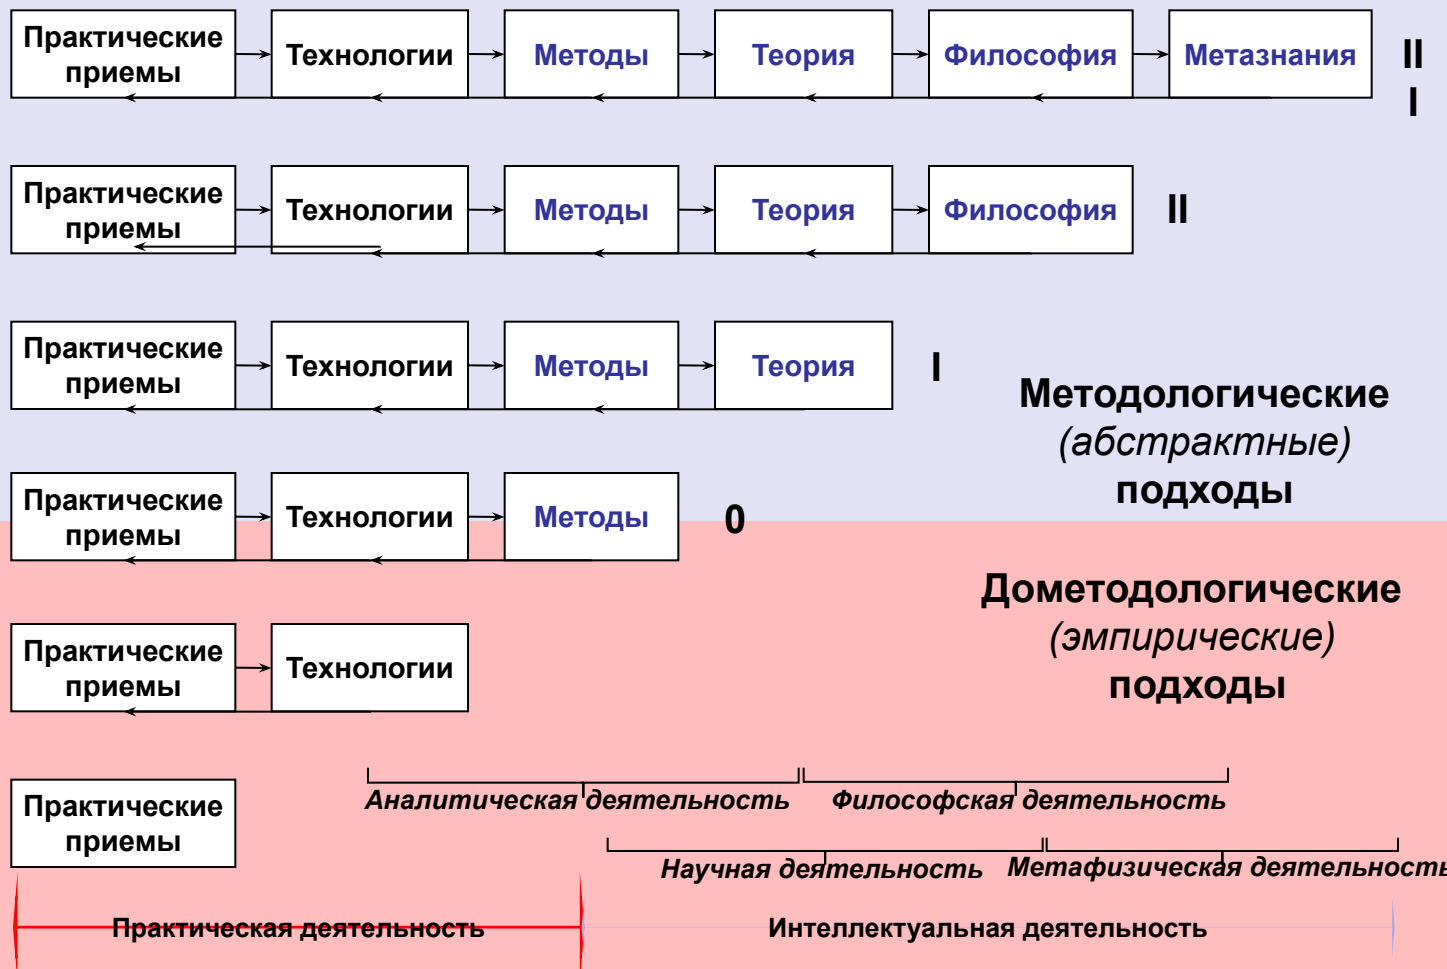 Практические
приемы
Технологии
Методы
Теория
Философия
Метазнания
II
I
Практические
приемы
Технологии
Методы
Теория
Философия
II
Практические
приемы
Технологии
Методы
Теория
I
Методологические
(абстрактные)
подходы
Практические
приемы
Технологии
Методы
0
Дометодологические
(эмпирические)
подходы
Практические
приемы
Технологии
Практические
приемы
Аналитическая деятельность
Философская деятельность
Научная деятельность
Метафизическая деятельность
Практическая деятельность
Интеллектуальная деятельность